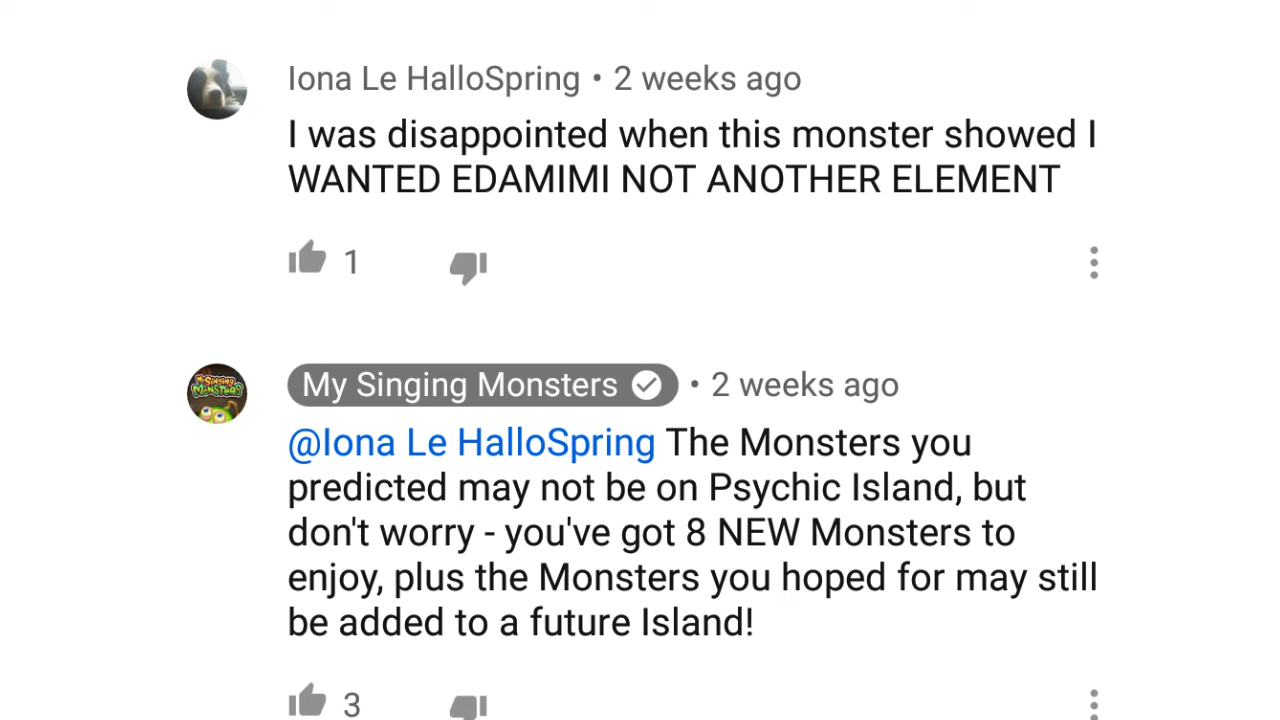 Iona Le HalloSpring • 2 weeks ago
I was disappointed when this monster showed I
WANTED EDAMIMI NOT ANOTHER ELEMENT
1
My Singing Monsters
My Singing Monsters • 2 weeks ago
@Iona Le HalloSpring The Monsters you
predicted may not be on Psychic Island, but
don't worry - you've got 8 NEW Monsters to
enjoy, plus the Monsters you hoped for may still
be added to a future Island!
3